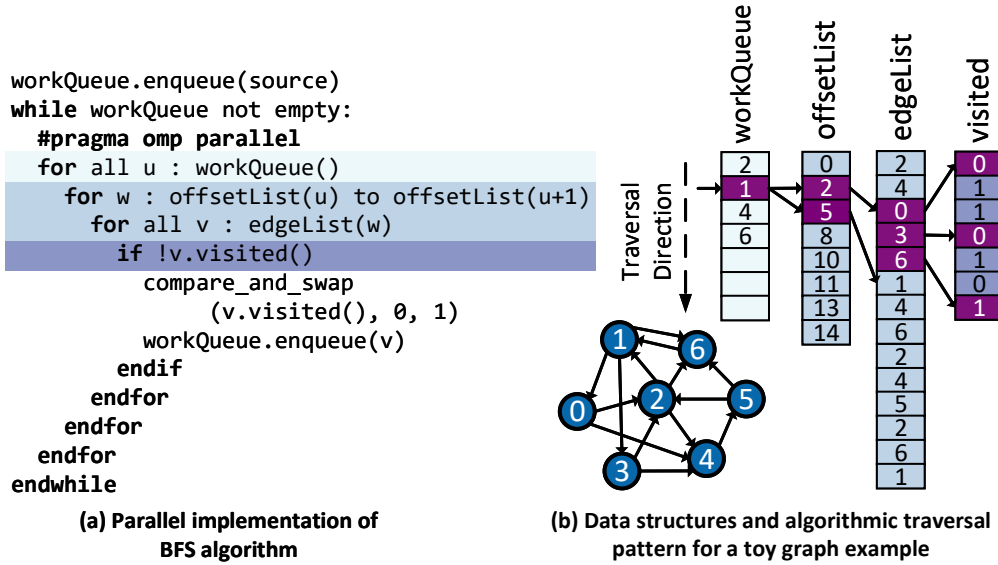 workQueue.enqueue(source)
while workQueue not empty:
#pragma omp parallel
for all u : workQueue()
for w : offsetList(u) to offsetList(u+1)
for all v : edgeList(w)
if !v.visited()
compare_and_swap
(v.visited(), 0, 1)
workQueue.enqueue(v)
endif
endfor
endfor
endfor
endwhile
(a) Parallel implementation of
BFS algorithm
workQueue
2
1
4
6
offsetList
0
2
5
8
10
11
13
14
edgeList
2
4
0
3
6
1
4
6
2
4
5
2
6
1
visited
0
1
1
0
1
0
1
Traversal
Direction
1
6
0
2
5
3
4
(b) Data structures and algorithmic traversal
pattern for a toy graph example